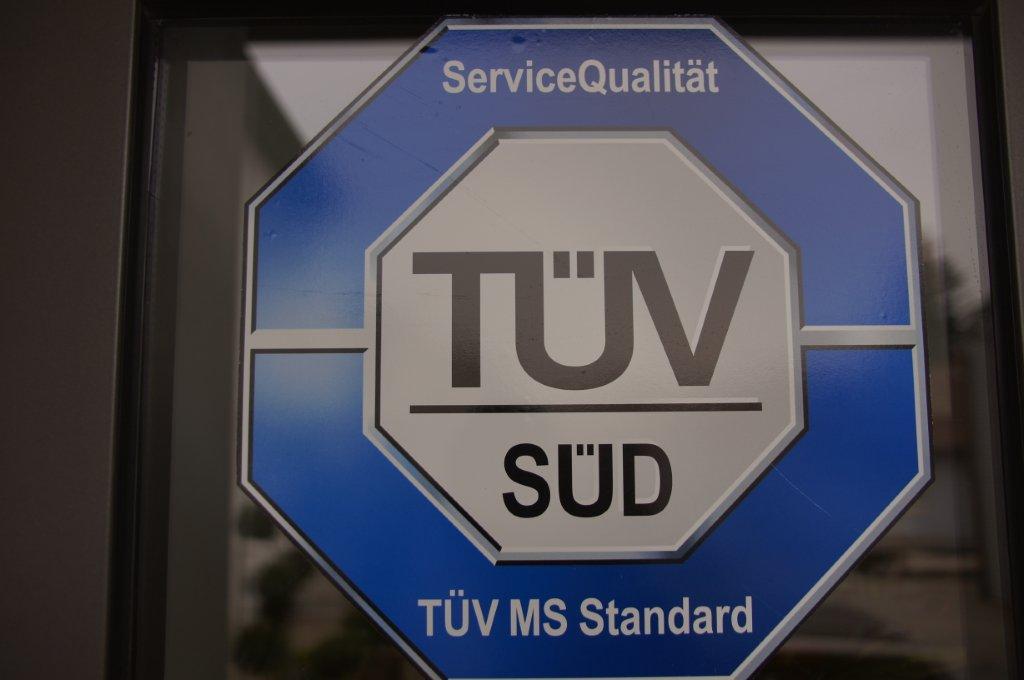 ServiceQualität
TÜV
SÜD
TÜV MS Standard